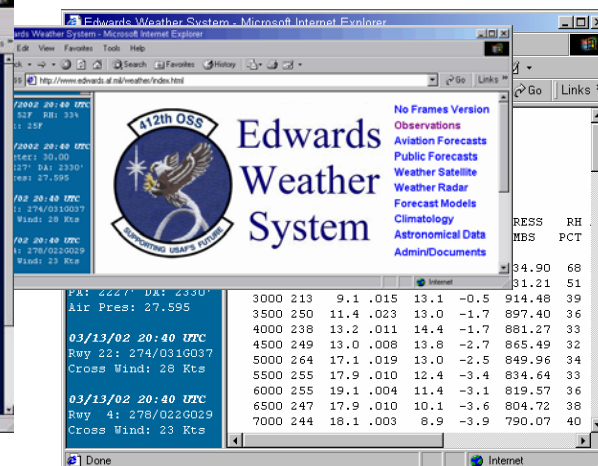 Edwards Weather System - Microsoft Internet Explorer
ards Weather System - Microsoft Internet Explorer
Edit View Favorites Tools Help
Search Favorites History
http://www.edwards.af.mil/weather/index.html
Go Links »
Go Links »
/2002 20:40 UTC
52F RH: 33%
: 25F
/2002 20:40 UTC
eter: 30.00
227' DA: 2330'
res: 27.595
/02 20:40 UTC
: 274/031G037
Wind: 28 Kts
/02 20:40 UTC
4: 278/022G029
Wind: 23 Kts
412th OSS
SUPPORTING USAF'S FUTURE
Edwards
Weather
System
No Frames Version
Observations
Aviation Forecasts
Public Forecasts
Weather Satellite
Weather Radar
Forecast Models
Climatology
Astronomical Data
Admin/Documents
Internet
RESS RH
MBS PCT
34.90 68
31.21 51
PA: 2227' DA: 2330'
Air Pres: 27.595
03/13/02 20:40 UTC
Rwy 22: 274/031G037
Cross Wind: 28 Kts
03/13/02 20:40 UTC
Rwy 4: 278/022G029
Cross Wind: 23 Kts
3000 213 9.1 .015 13.1 -0.5 914.48 39
3500 250 11.4 .023 13.0 -1.7 897.40 36
4000 238 13.2 .011 14.4 -1.7 881.27 33
4500 249 13.0 .008 13.8 -2.7 865.49 32
5000 264 17.1 .019 13.0 -2.5 849.96 34
5500 255 17.9 .010 12.4 -3.4 834.64 33
6000 255 19.1 .004 11.4 -3.1 819.57 36
6500 247 17.9 .010 10.1 -3.6 804.72 38
7000 244 18.1 .003 8.9 -3.9 790.07 40
Done
Internet